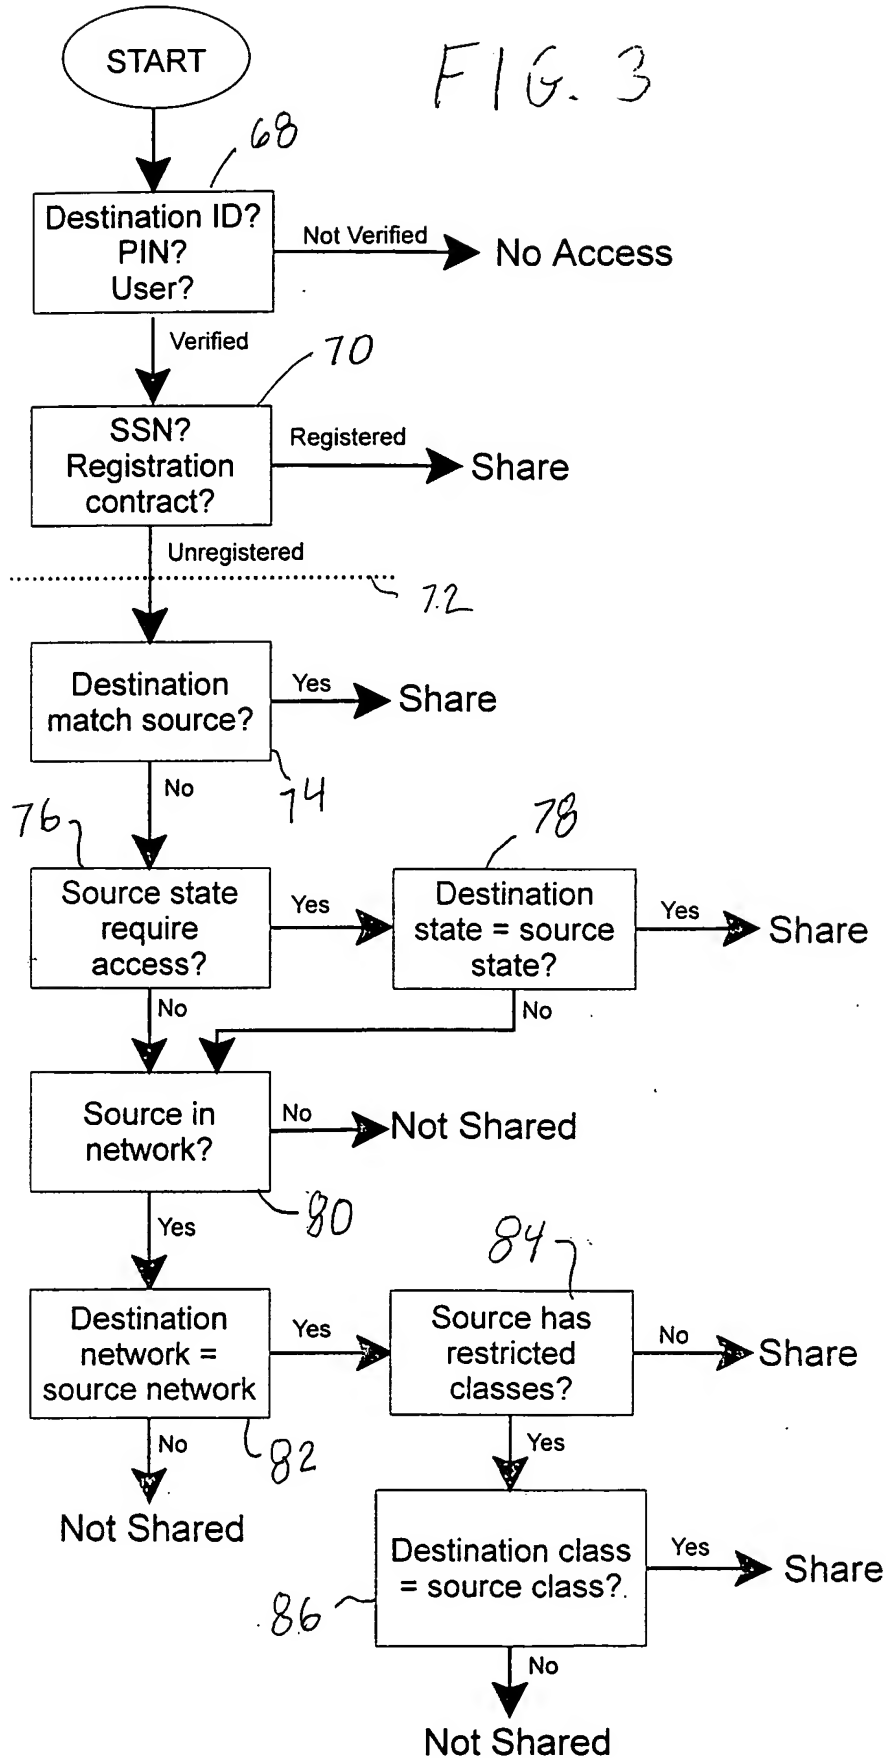 START
FIG. 3
68
Destination ID?
PIN?
User?
Not Verified
No Access
Verified
70
SSN?
Registration
contract?
Registered
Share
Unregistered
72
Destination
match source?
Yes
Share
74
No
76
78
Source state
require
access?
Yes
Destination
state = source
state?
Yes
Share
No
No
Source in
network?
No
Not Shared
80
Yes
84
Destination
network =
source network
Yes
Source has
restricted
classes?
No
Share
82
No
Not Shared
Yes
Destination class
= source class?
Yes
Share
86
No
Not Shared